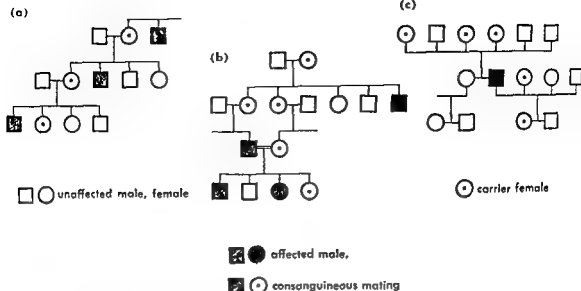 (a)
(b)
(c)
unaffected male, female
carrier female
affected male,
consanguineous mating